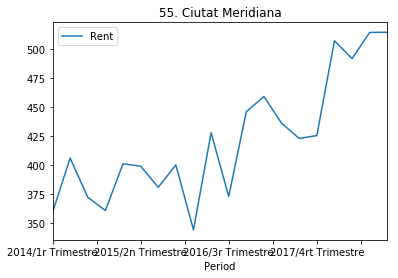 55. Ciutat Meridiana
Rent
500
475
450
425
400
375
350
2014/1r Trimestre 2015/2n Trimestre 2016/3r Trimestre 2017/4rt Trimestre
Period